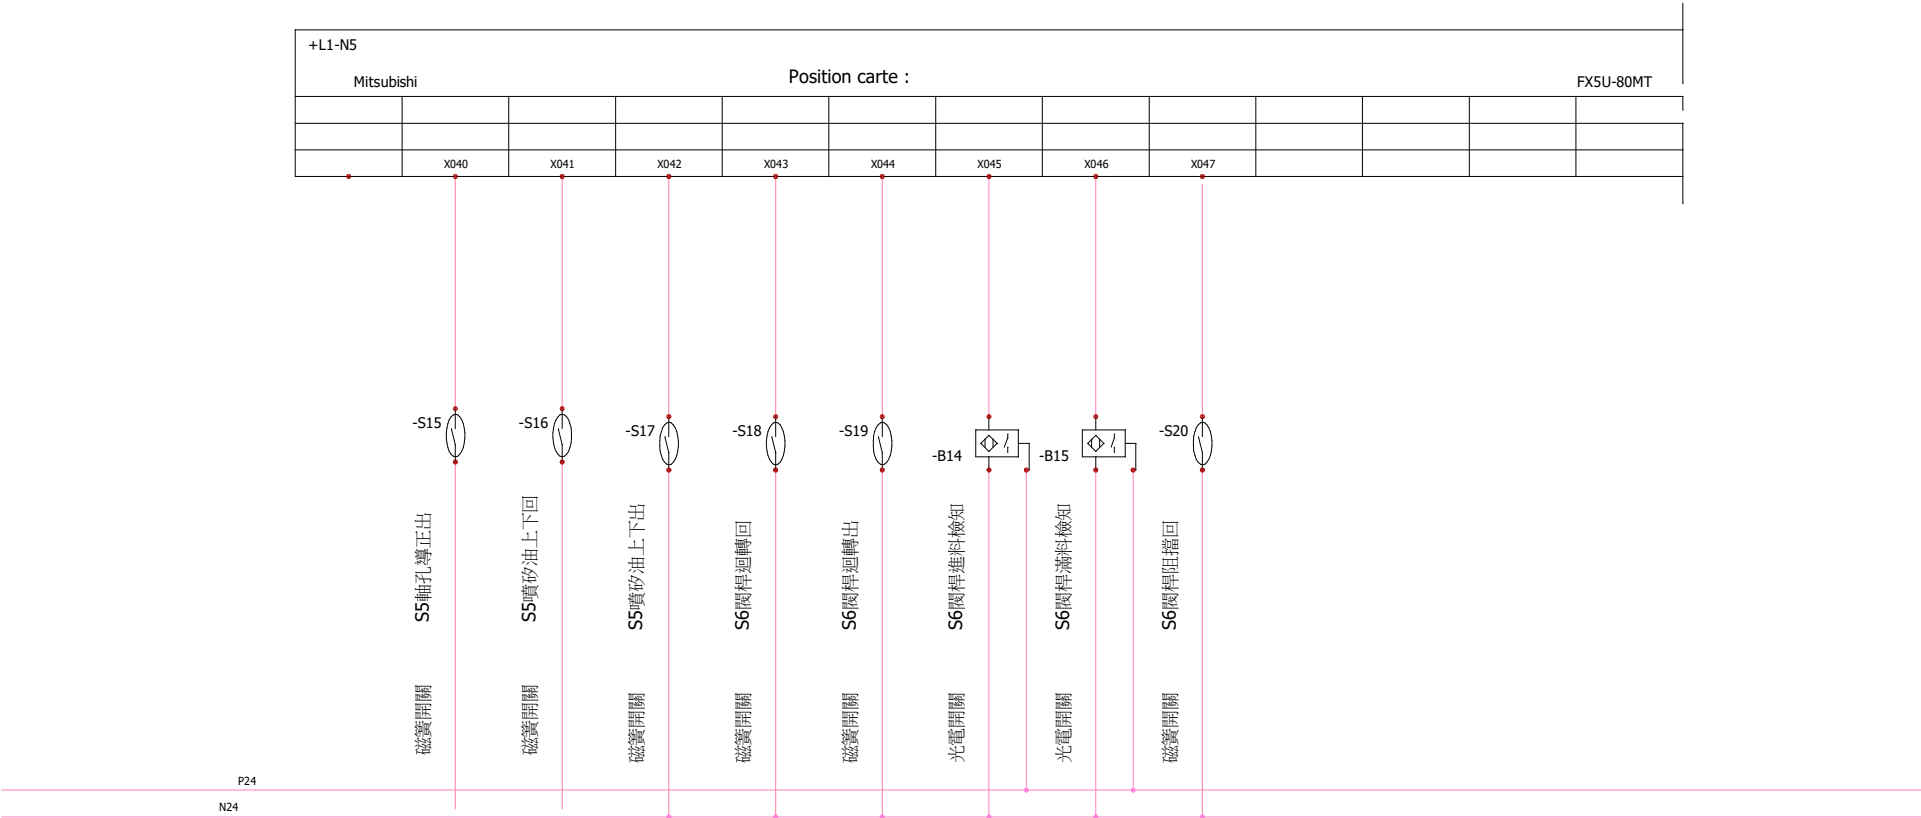 +L1-N5
Mitsubishi
Position carte :
FX5U-80MT
X040
X041
X042
X043
X044
X045
X046
X047
-S15
-S16
-S17
-S18
-S19
-B14
-B15
-S20
S5軸孔導正出
S5噴矽油上下回
S5噴矽油上下出
S6閥桿迴轉回
S6閥桿迴轉出
S6閥桿進料檢知
S6閥桿滿料檢知
S6閥桿阻擋回
磁簧開關
磁簧開關
磁簧開關
磁簧開關
磁簧開關
光電開關
光電開關
磁簧開關
P24
N24